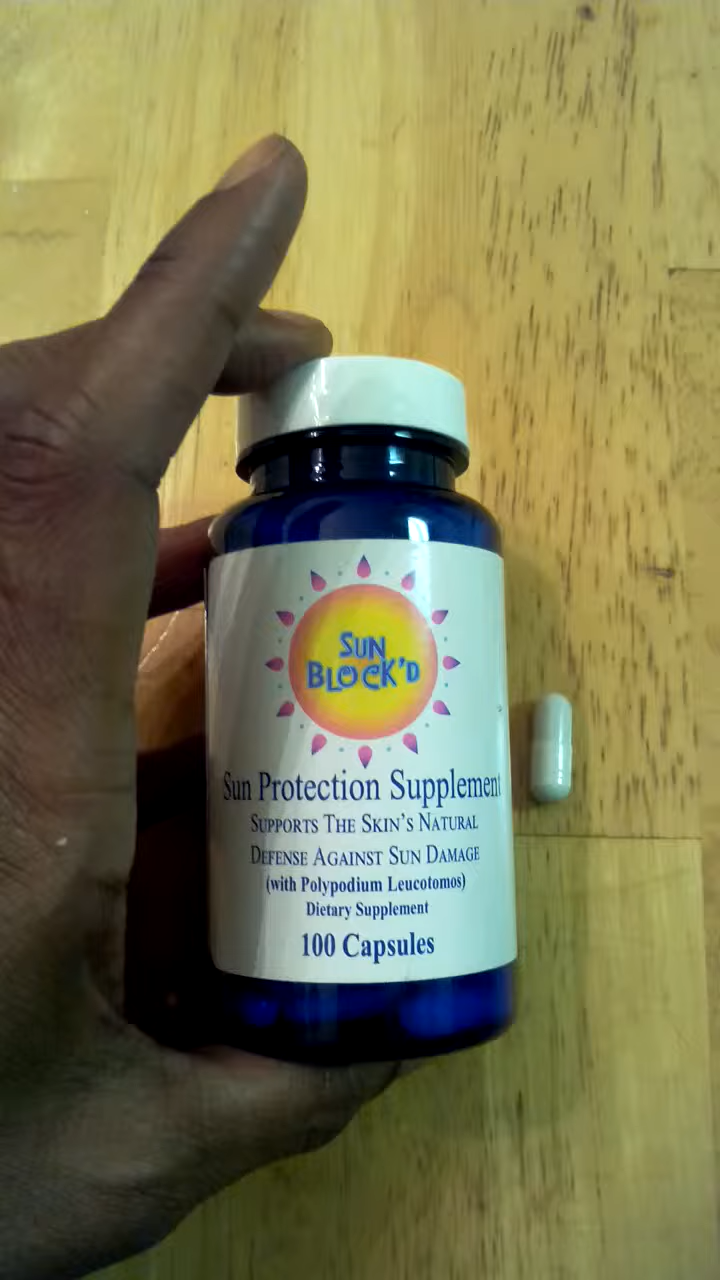 SUN
BLOCK'D
Sun Protection Supplement
SUPPORTS THE SKIN'S NATURAL
DEFENSE AGAINST SUN DAMAGE
(with Polypodium Leucotomos)
Dietary Supplement
100 Capsules